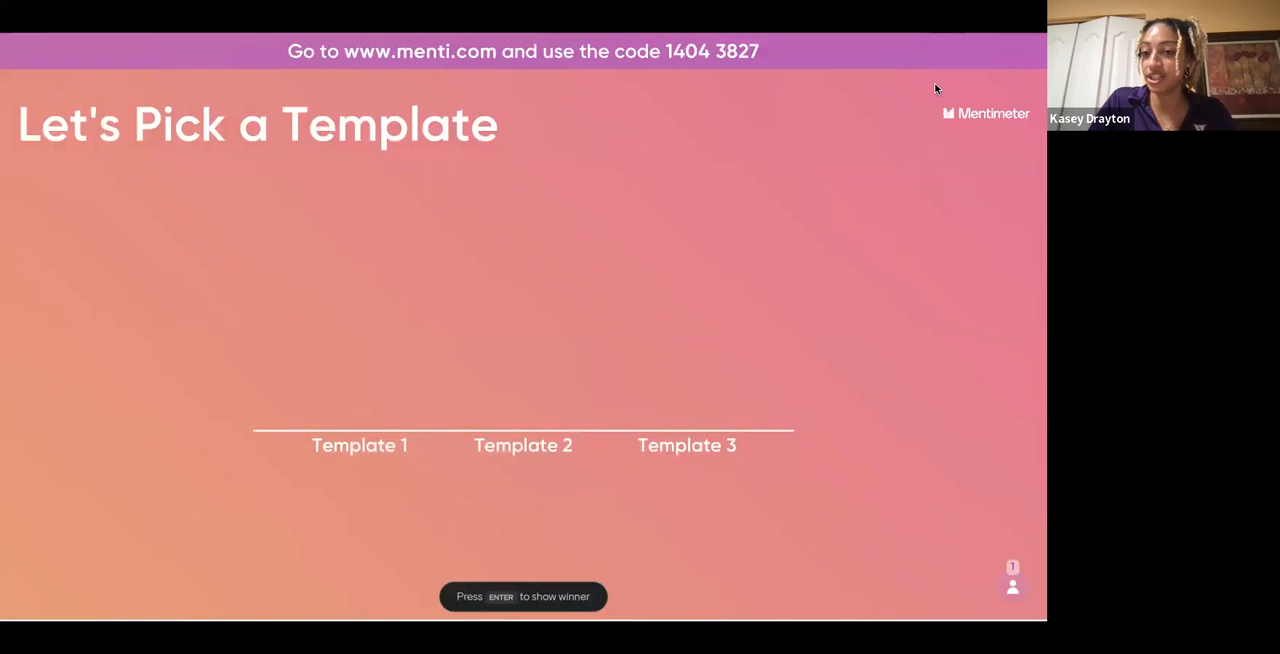 Go to www.menti.com and use the code 1404 3827
Mentimeter
Kasey Drayton
Let's Pick a Template
Template 1
Template 2
Template 3
1
Press ENTER to show winner